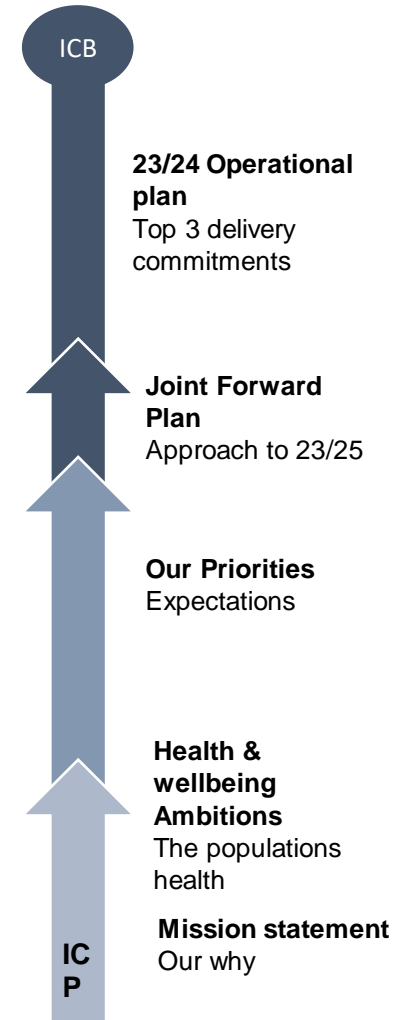 ICB
23/24 Operational
plan
Top 3 delivery
commitments
Joint Forward
Plan
Approach to 23/25
Our Priorities
Expectations
Health &
wellbeing
Ambitions
The populations
health
Mission statement
Our why
IC
P